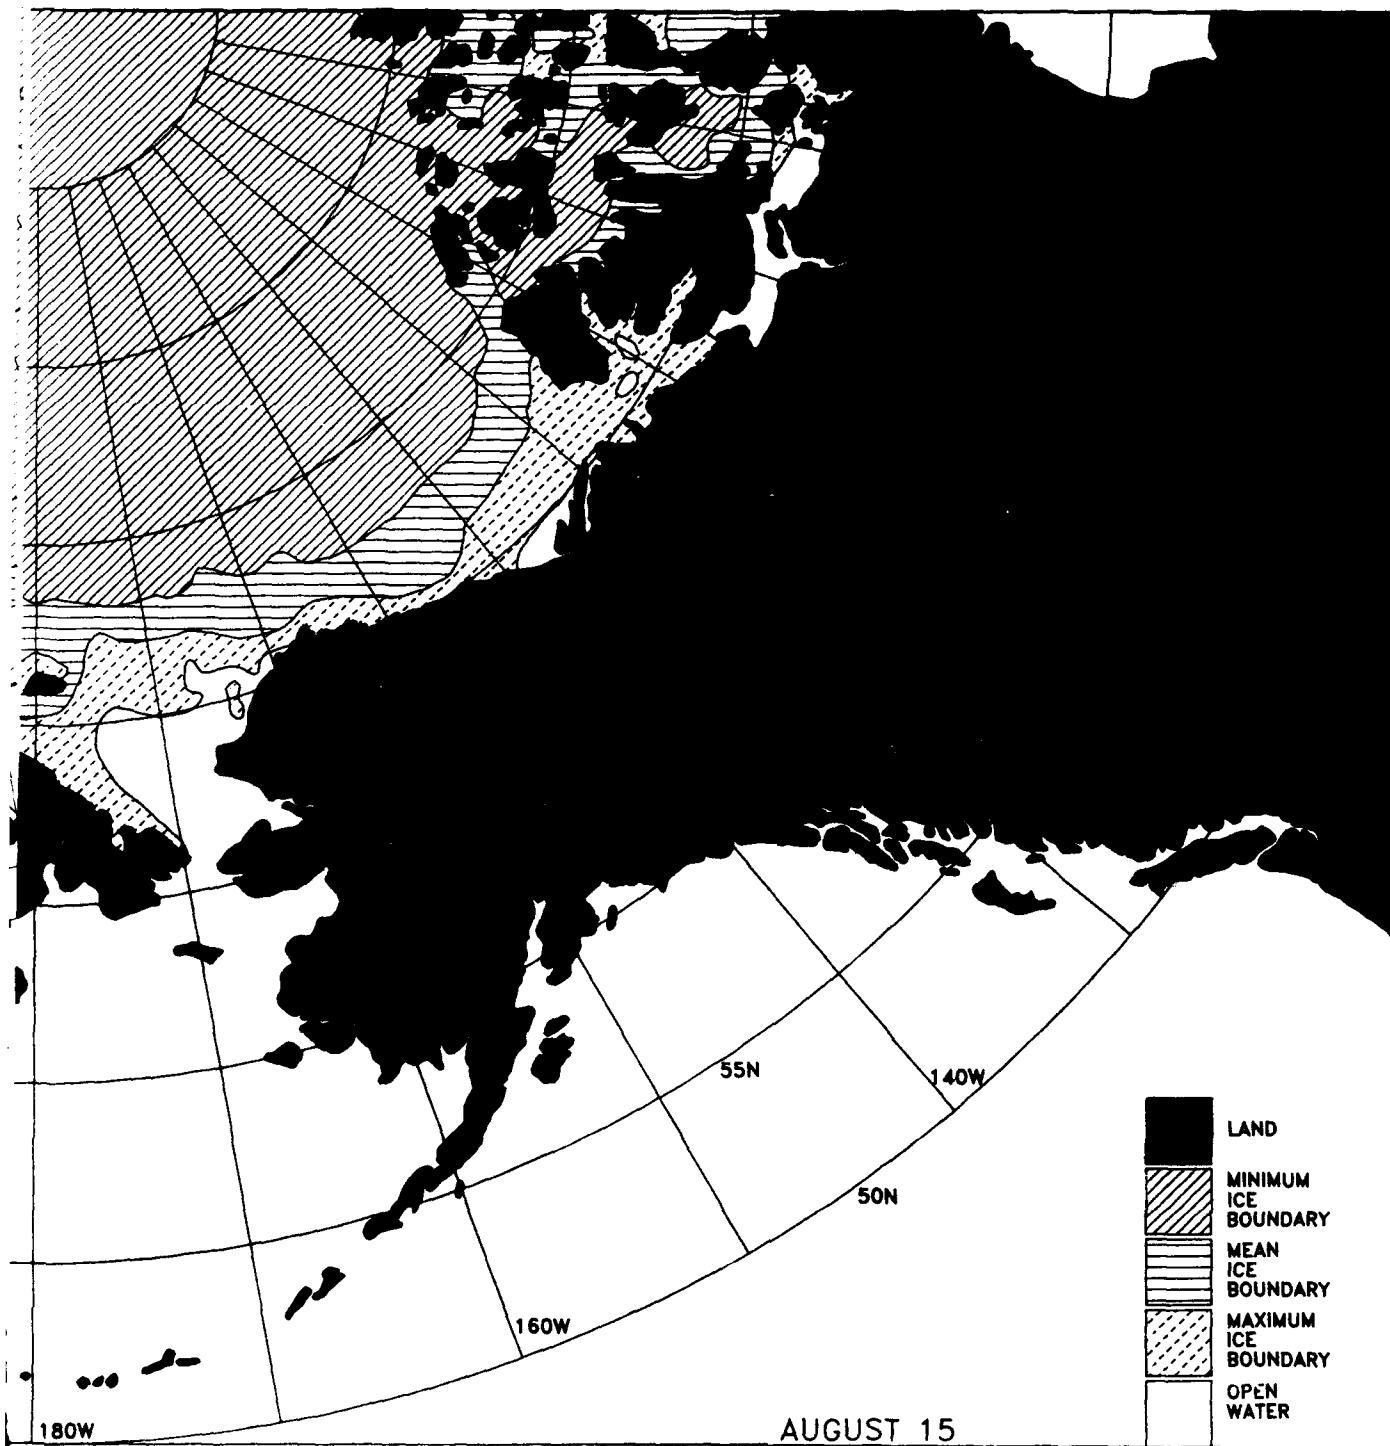 55N
140W
50N
160W
180W
AUGUST 15
LAND
MINIMUM
ICE
BOUNDARY
MEAN
ICE
BOUNDARY
MAXIMUM
ICE
BOUNDARY
OPEN
WATER